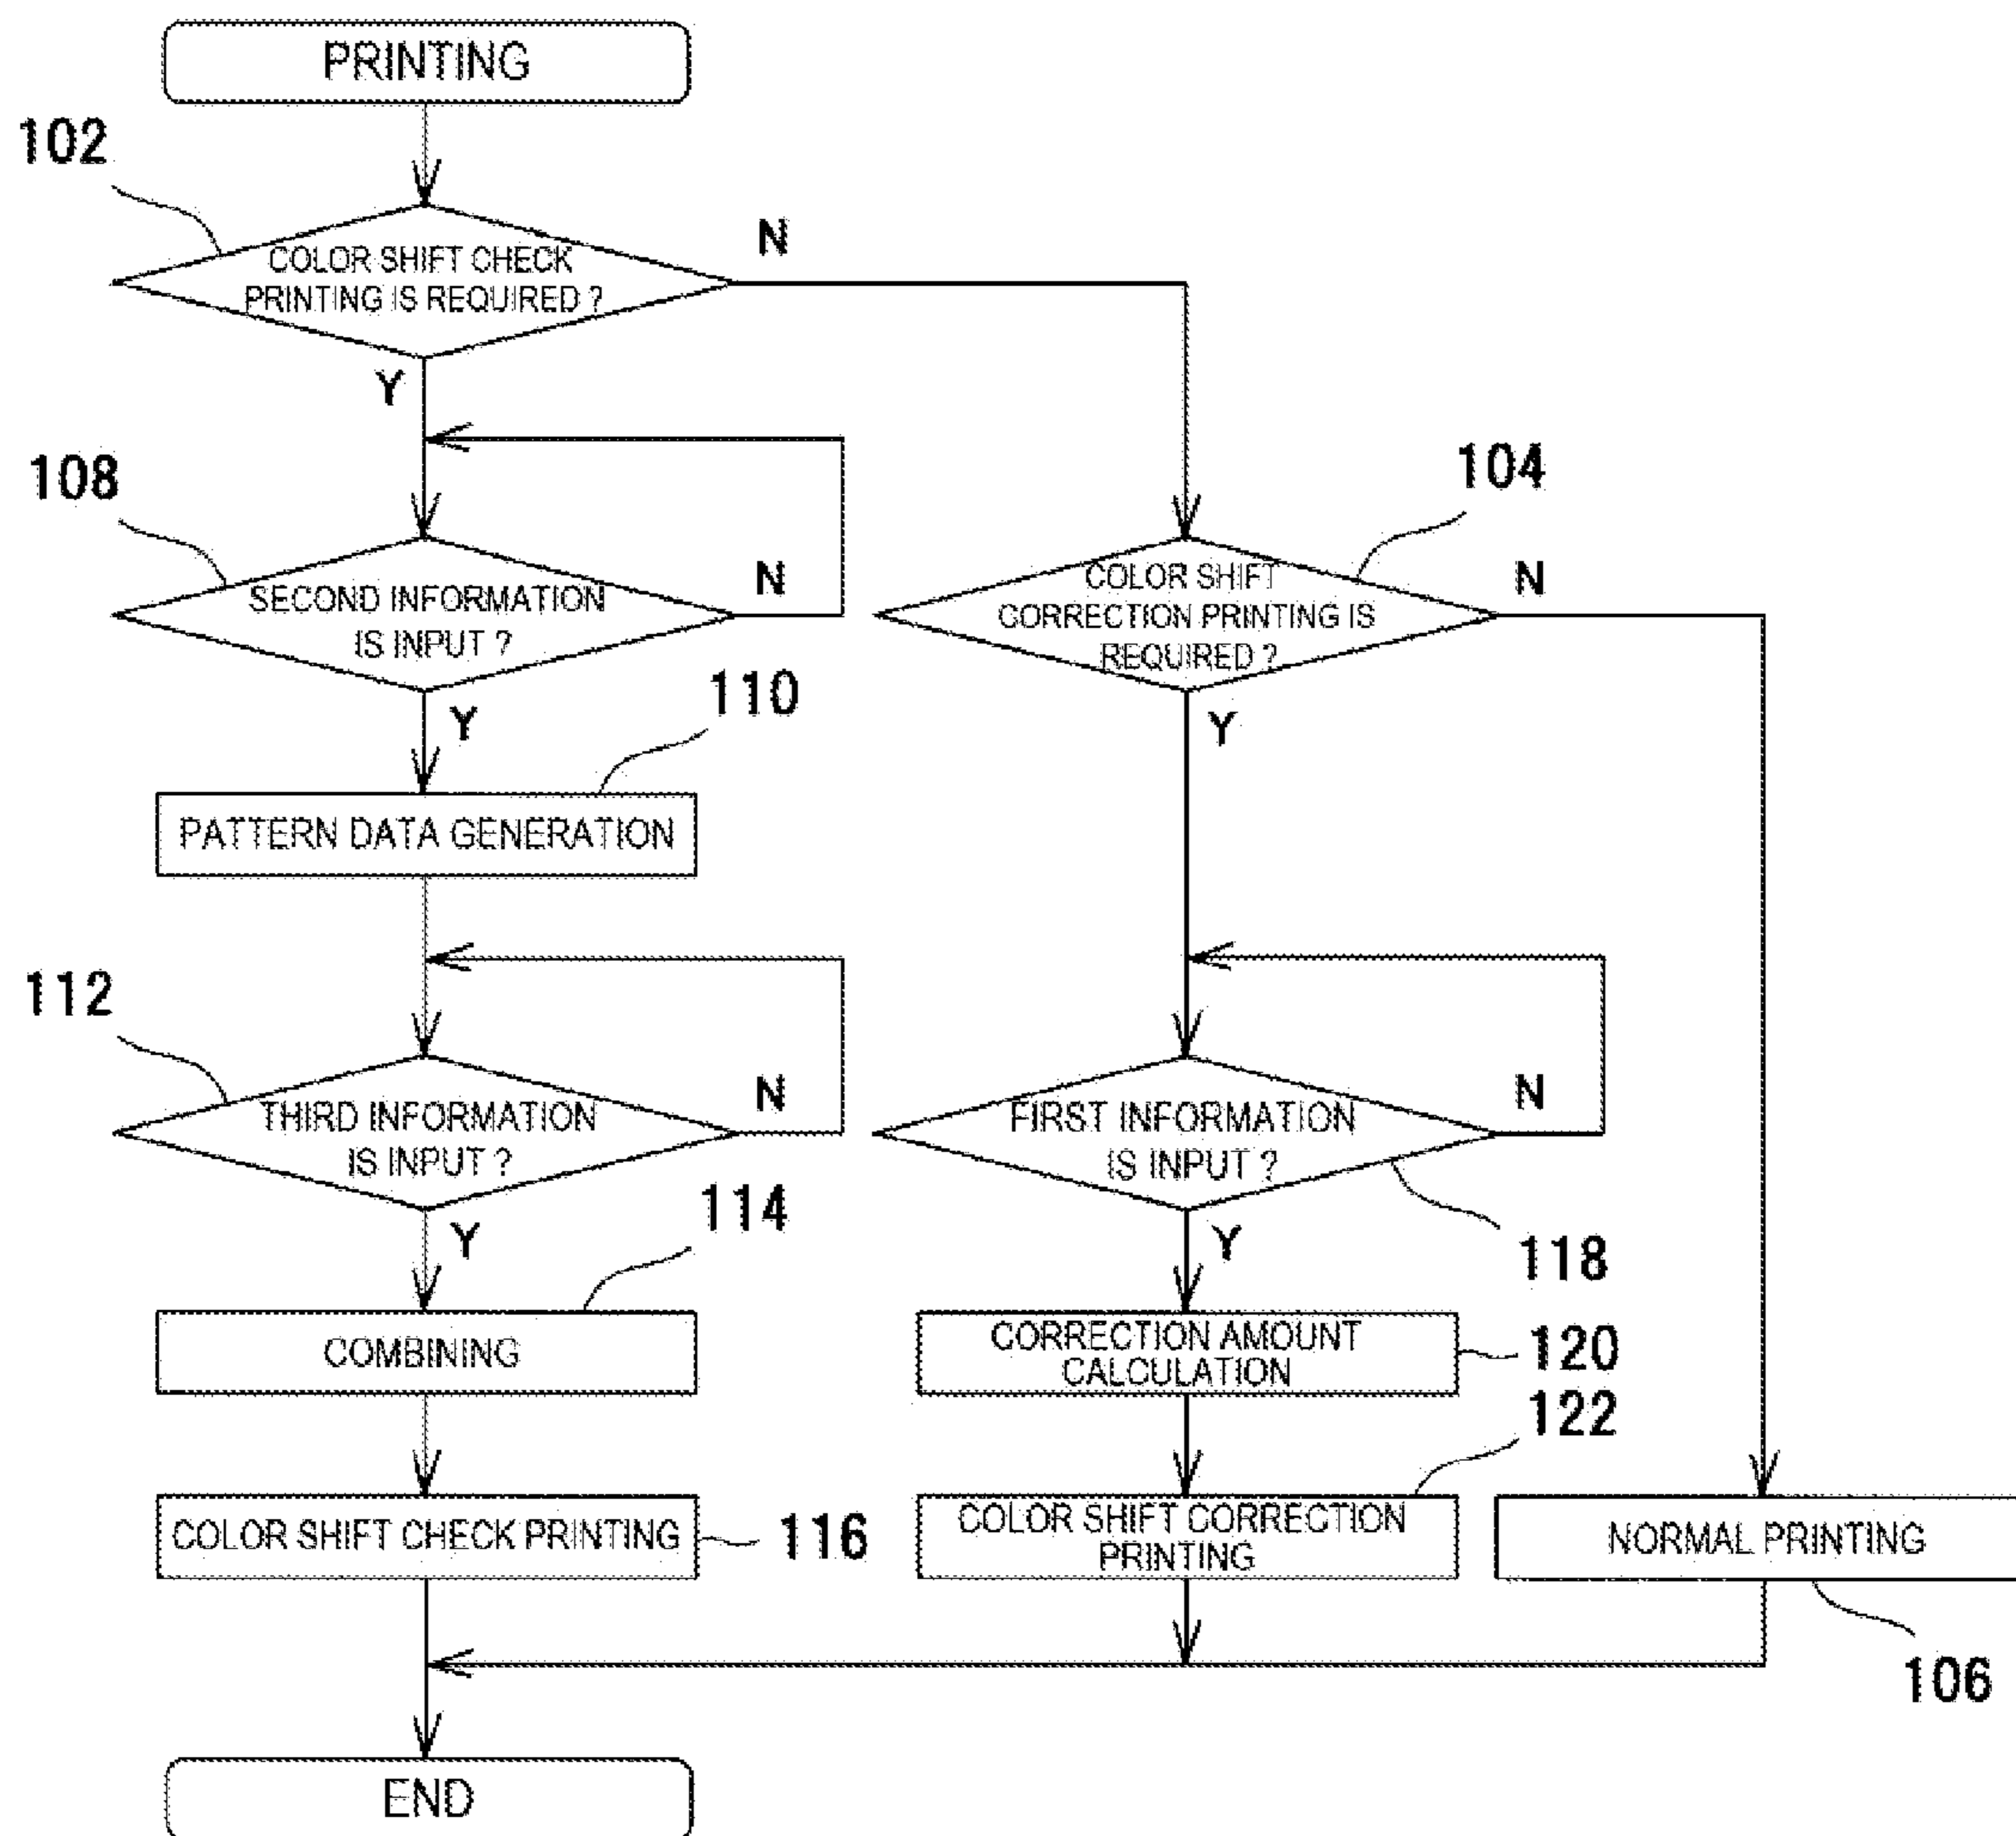 PRINTING
102
COLOR SHIFT CHECK
PRINTING IS REQUIRED ?
N
Y
108
SECOND INFORMATION
IS INPUT ?
N
Y
104
COLOR SHIFT
CORRECTION PRINTING IS
REQUIRED ?
N
Y
110
PATTERN DATA GENERATION
112
THIRD INFORMATION
IS INPUT ?
N
Y
FIRST INFORMATION
IS INPUT ?
N
Y
118
114
COMBINING
CORRECTION AMOUNT
CALCULATION
120
122
COLOR SHIFT CHECK PRINTING
116
COLOR SHIFT CORRECTION
PRINTING
NORMAL PRINTING
106
END